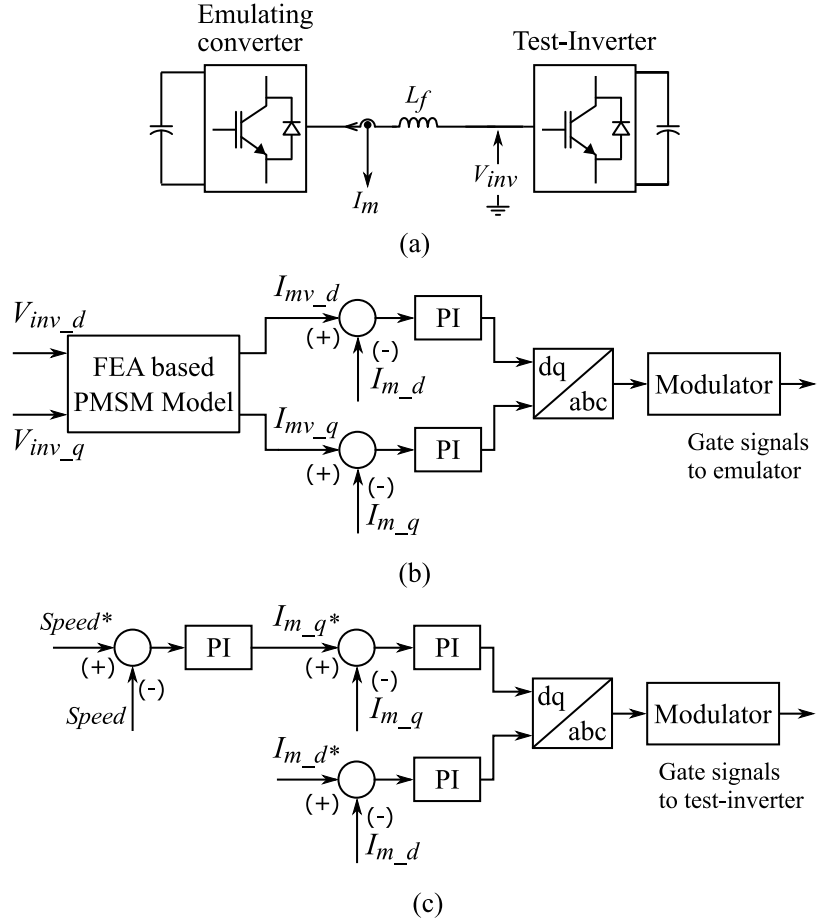 Emulating
converter
Test-Inverter
L_f
I_m
V_inv
(a)
V_inv_d
V_inv_q
FEA based
PMSM Model
I_mv_d
(+)
(-)
I_m_d
PI
I_mv_q
(+)
(-)
I_m_q
PI
dq
abc
Modulator
Gate signals
to emulator
(b)
Speed*
(+)
(-)
Speed
PI
I_m_q*
(+)
(-)
I_m_q
PI
I_m_d*
(+)
(-)
I_m_d
PI
dq
abc
Modulator
Gate signals
to test-inverter
(c)